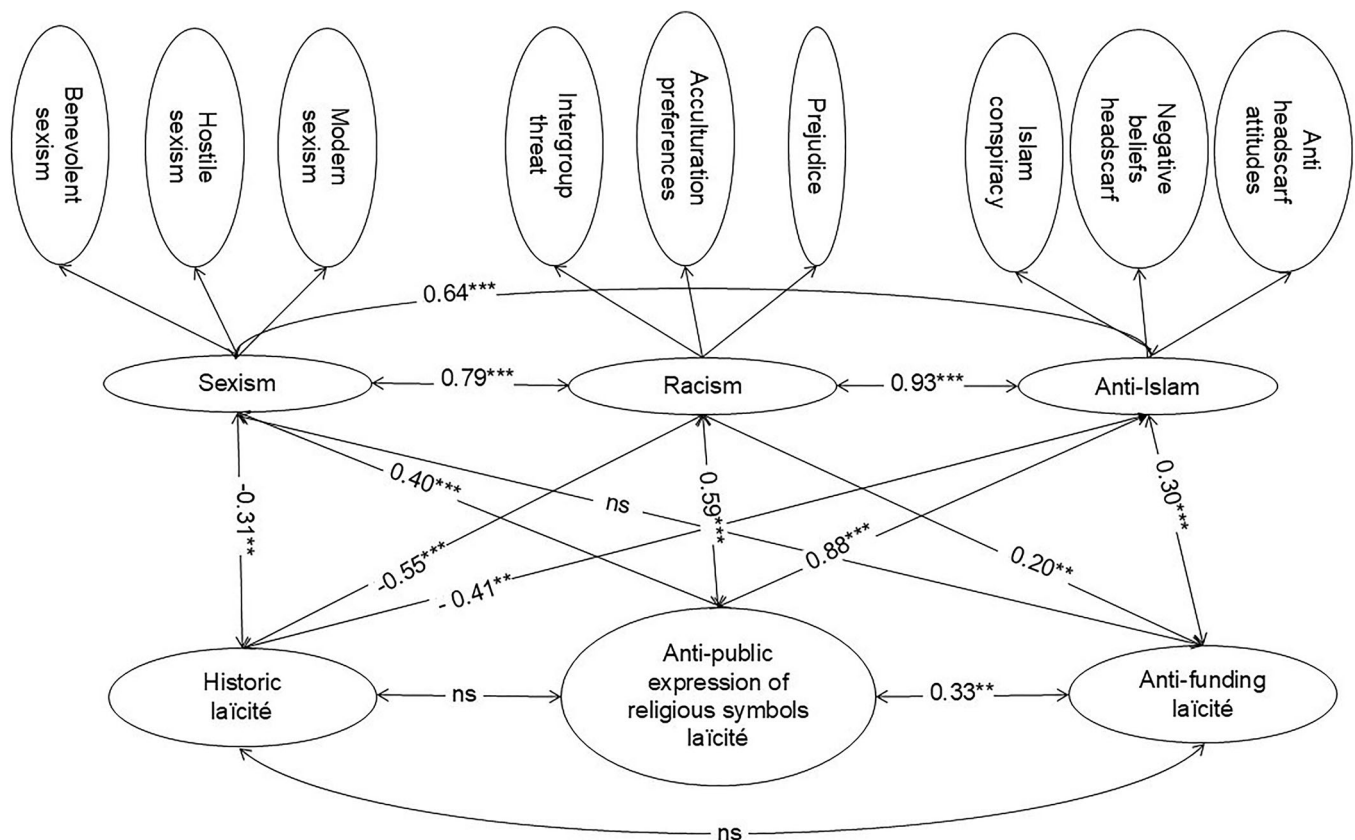 Benevolent
sexism
Hostile
sexism
Modern
sexism
Intergroup
threat
Acculturation
preferences
Prejudice
Islam
conspiracy
Negative
beliefs
headscarf
Anti
headscarf
attitudes
0.64***
Sexism
0.79***
Racism
0.93***
Anti-Islam
-0.31**
0.40***
ns
0.59***
0.30***
-0.55***
- 0.41**
0.88***
0.20**
Historic
laïcité
ns
Anti-public
expression of
religious symbols
laïcité
0.33**
Anti-funding
laïcité
ns